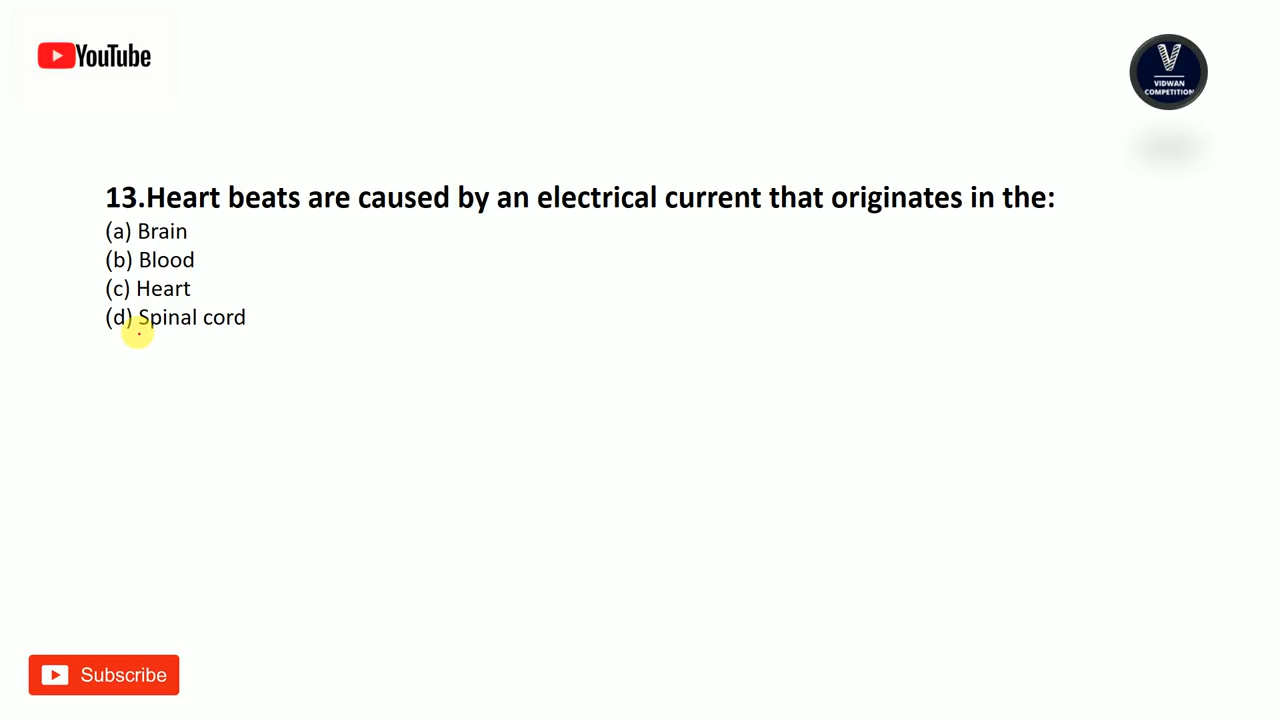 YouTube
V
VIDWAN
COMPETITION
13.Heart beats are caused by an electrical current that originates in the:
(a) Brain
(b) Blood
(c) Heart
(d) Spinal cord
Subscribe